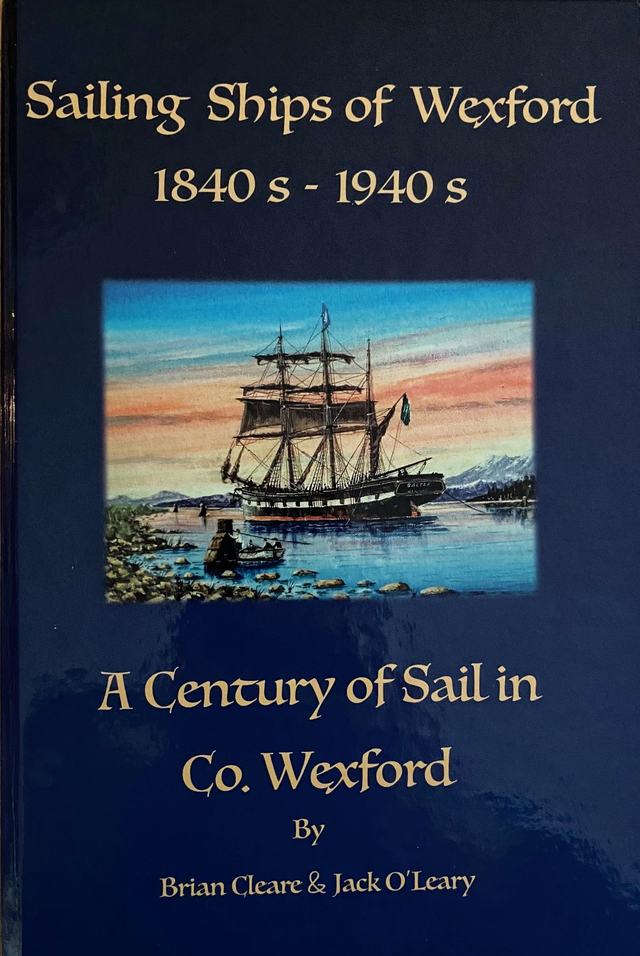 Sailing Ships of Wexford
1840 s - 1940 s
A Century of Sail in
Co. Wexford
By
Brian Cleare & Jack O'Leary